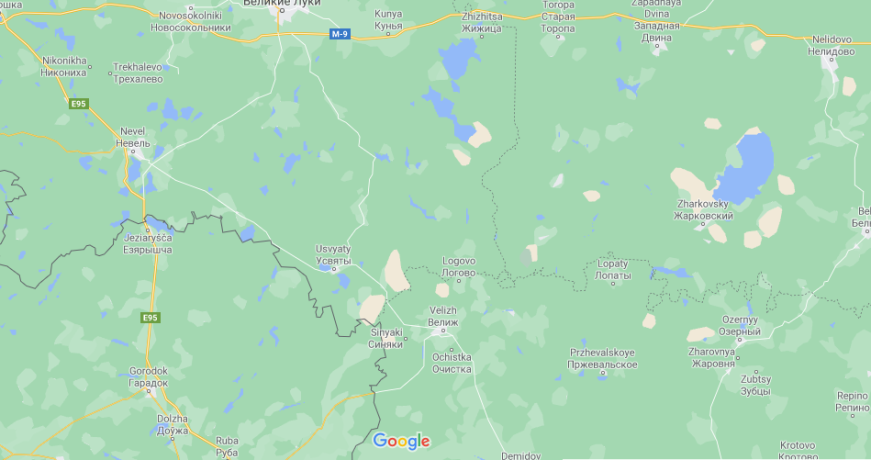 Великие Луки
Novosokolniki
Новосокольники
Kunya
Кунья
Zhizhitsa
Жижица
Toropa
Старая
Торопа
Zapadnaya
Dvina
Западная
Двина
Nelidovo
Нелидово
M-9
Nikonikha
Никониха
Trekhalevo
Трехалево
E95
Nevel
Невель
Jeziaryšča
Езярышча
Usvyaty
Усвяты
Logovo
Логово
Lopaty
Лопаты
Zharkovsky
Жарковский
E95
Velizh
Велиж
Sinyaki
Синяки
Ochistka
Очистка
Przhevalskoye
Пржевальское
Ozernyy
Озерный
Zharovnya
Жаровня
Zubtsy
Зубцы
Repino
Репино
Gorodok
Гарадок
Dolzha
Доўжа
Ruba
Руба
Google
Demidov
Krotovo
Кротово